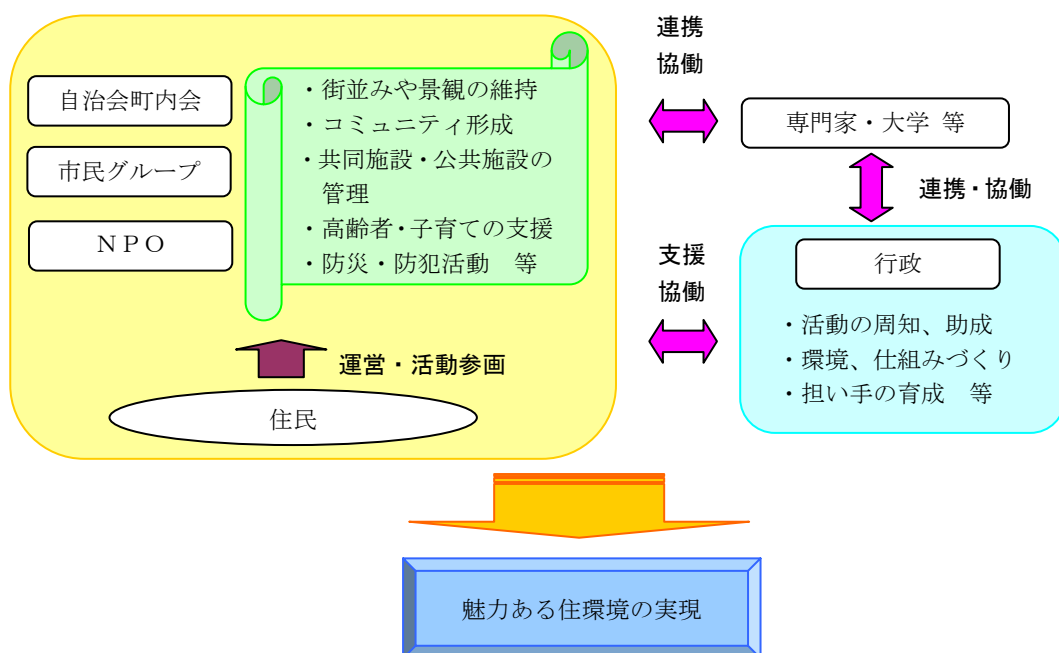 自治会町内会
市民グループ
ＮＰＯ
・街並みや景観の維持
・コミュニティ形成
・共同施設・公共施設の
管理
・高齢者・子育ての支援
・防災・防犯活動　等
運営・活動参画
住民
連携
協働
専門家・大学 等
連携・協働
支援
協働
行政
・活動の周知、助成
・環境、仕組みづくり
・担い手の育成　等
魅力ある住環境の実現